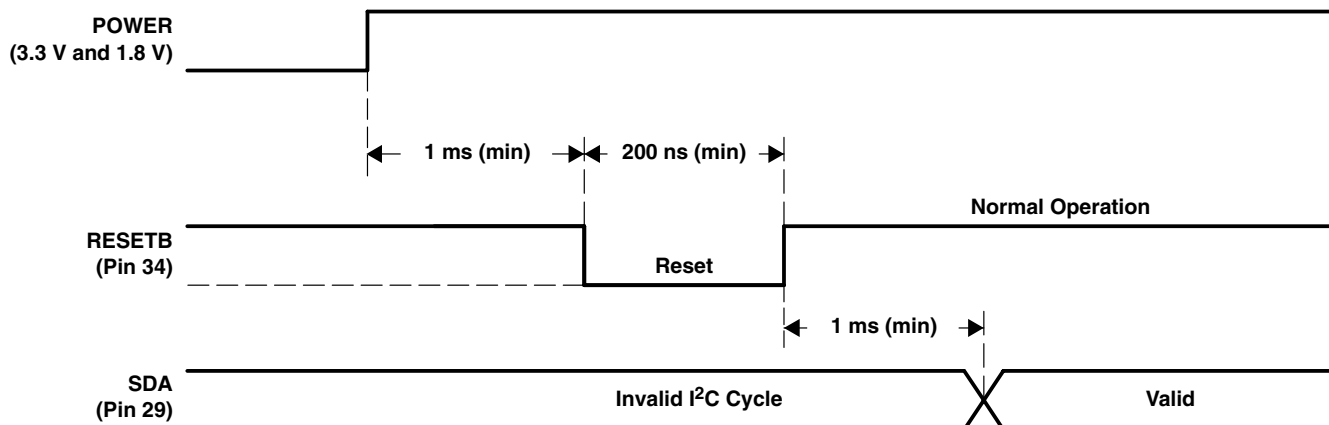 POWER
(3.3 V and 1.8 V)
1 ms (min)
200 ns (min)
Normal Operation
RESETB
(Pin 34)
Reset
1 ms (min)
SDA
(Pin 29)
Invalid I²C Cycle
Valid